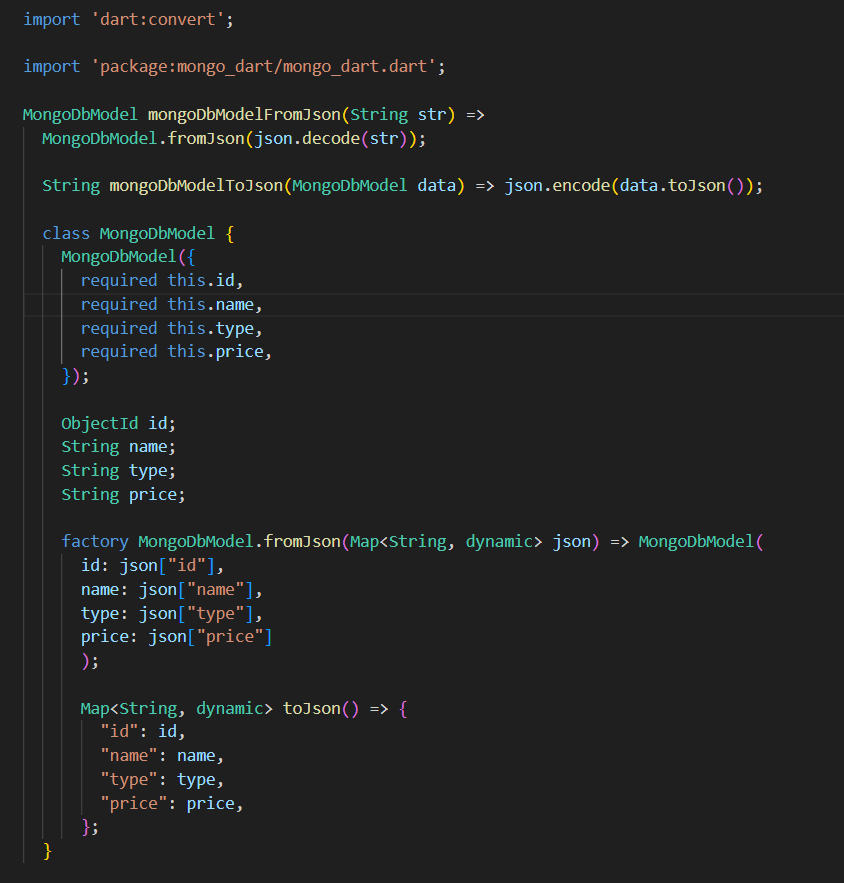 import 'dart:convert';
import 'package:mongo_dart/mongo_dart.dart';
MongoDbModel mongoDbModelFromJson(String str) =>
MongoDbModel.fromJson(json.decode(str));
String mongoDbModelToJson(MongoDbModel data) => json.encode(data.toJson());
class MongoDbModel {
MongoDbModel({
required this.id,
required this.name,
required this.type,
required this.price,
});
ObjectId id;
String name;
String type;
String price;
factory MongoDbModel.fromJson(Map<String, dynamic> json) => MongoDbModel(
id: json["id"],
name: json["name"],
type: json["type"],
price: json["price"]
);
Map<String, dynamic> toJson() => {
"id": id,
"name": name,
"type": type,
"price": price,
};
}